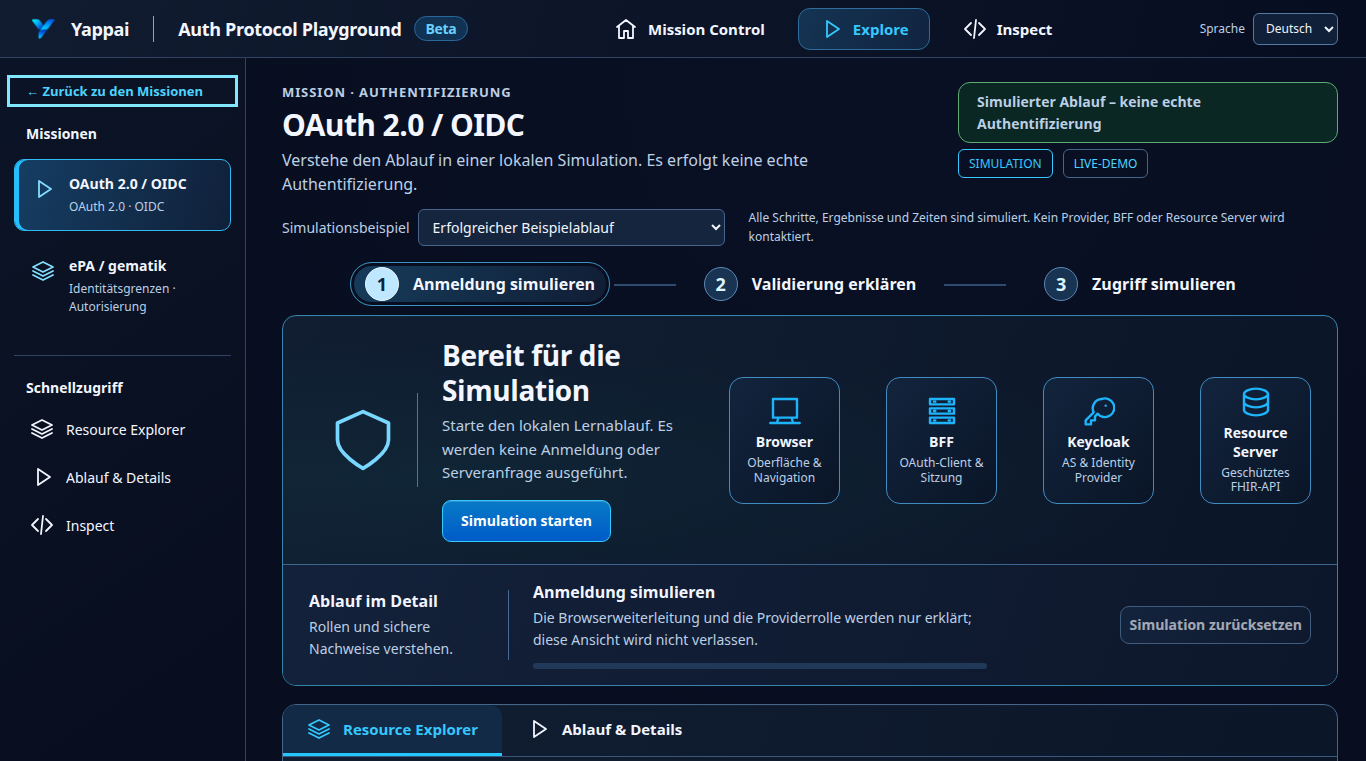 Yappai
Auth Protocol Playground
Beta
Mission Control
Explore
Inspect
Sprache
Deutsch
← Zurück zu den Missionen
Missionen
OAuth 2.0 / OIDC
OAuth 2.0 · OIDC
ePA / gematik
Identitätsgrenzen ·
Autorisierung
Schnellzugriff
Resource Explorer
Ablauf & Details
Inspect
MISSION · AUTHENTIFIZIERUNG
OAuth 2.0 / OIDC
Verstehe den Ablauf in einer lokalen Simulation. Es erfolgt keine echte
Authentifizierung.
Simulierter Ablauf – keine echte
Authentifizierung
SIMULATION
LIVE-DEMO
Simulationsbeispiel
Erfolgreicher Beispielablauf
Alle Schritte, Ergebnisse und Zeiten sind simuliert. Kein Provider, BFF oder Resource Server wird
kontaktiert.
1 Anmeldung simulieren
2 Validierung erklären
3 Zugriff simulieren
Bereit für die
Simulation
Starte den lokalen Lernablauf. Es
werden keine Anmeldung oder
Serveranfrage ausgeführt.
Simulation starten
Browser
Oberfläche &
Navigation
BFF
OAuth-Client &
Sitzung
Keycloak
AS & Identity
Provider
Resource
Server
Geschütztes
FHIR-API
Ablauf im Detail
Rollen und sichere
Nachweise verstehen.
Anmeldung simulieren
Die Browserweiterleitung und die Providerrolle werden nur erklärt;
diese Ansicht wird nicht verlassen.
Simulation zurücksetzen
Resource Explorer
Ablauf & Details